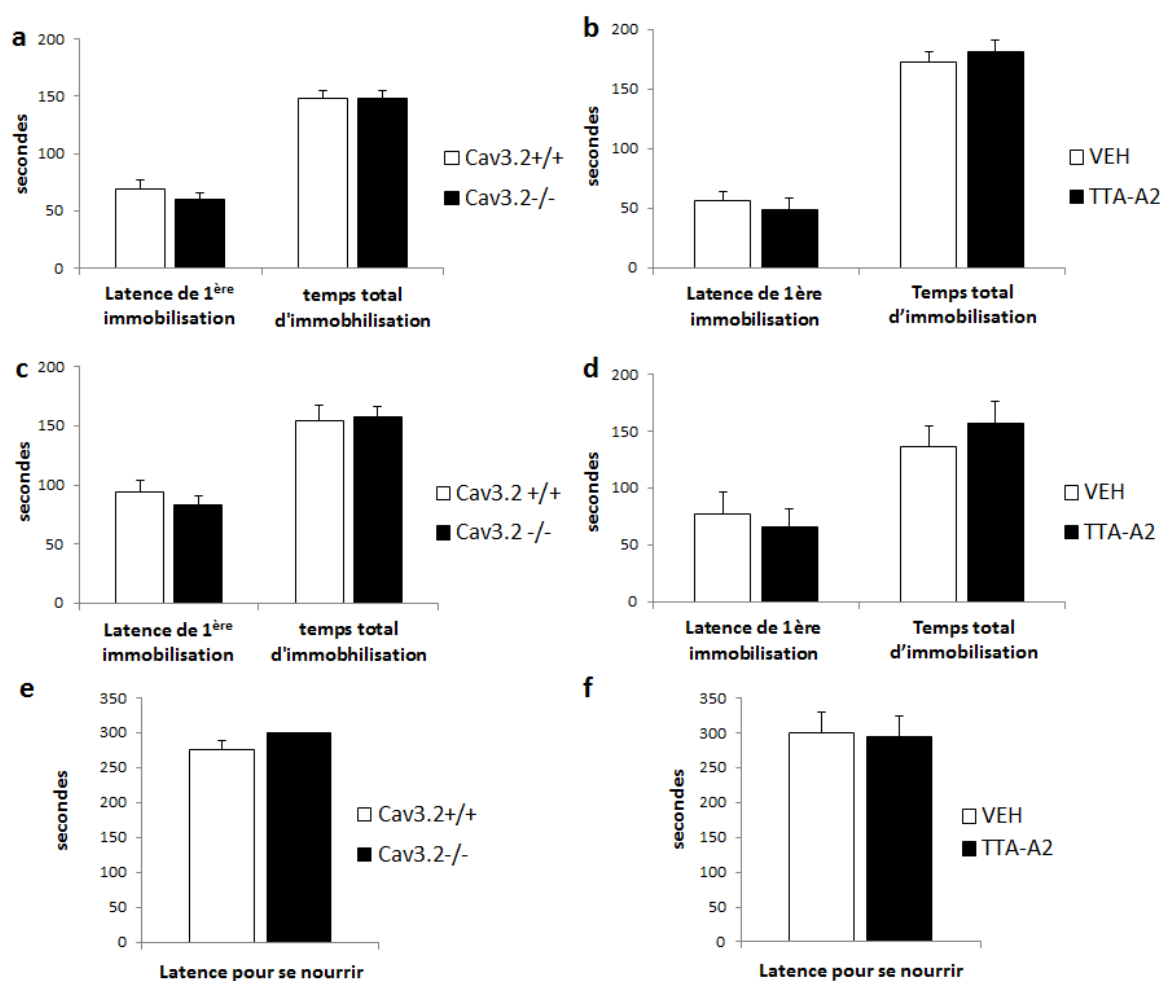 a
200
150
100
50
0
secondes
Latence de 1ère
immobilisation
temps total
d'immobhilisation
Cav3.2+/+
Cav3.2-/-
b
200
150
100
50
0
secondes
Latence de 1ère
immobilisation
Temps total
d’immobilisation
VEH
TTA-A2
c
200
150
100
50
0
secondes
Latence de 1ère
immobilisation
temps total
d'immobhilisation
Cav3.2 +/+
Cav3.2 -/-
d
200
150
100
50
0
secondes
Latence de 1ère
immobilisation
Temps total
d’immobilisation
VEH
TTA-A2
e
350
300
250
200
150
100
50
0
secondes
Latence pour se nourrir
Cav3.2+/+
Cav3.2-/-
f
350
300
250
200
150
100
50
0
secondes
Latence pour se nourrir
VEH
TTA-A2